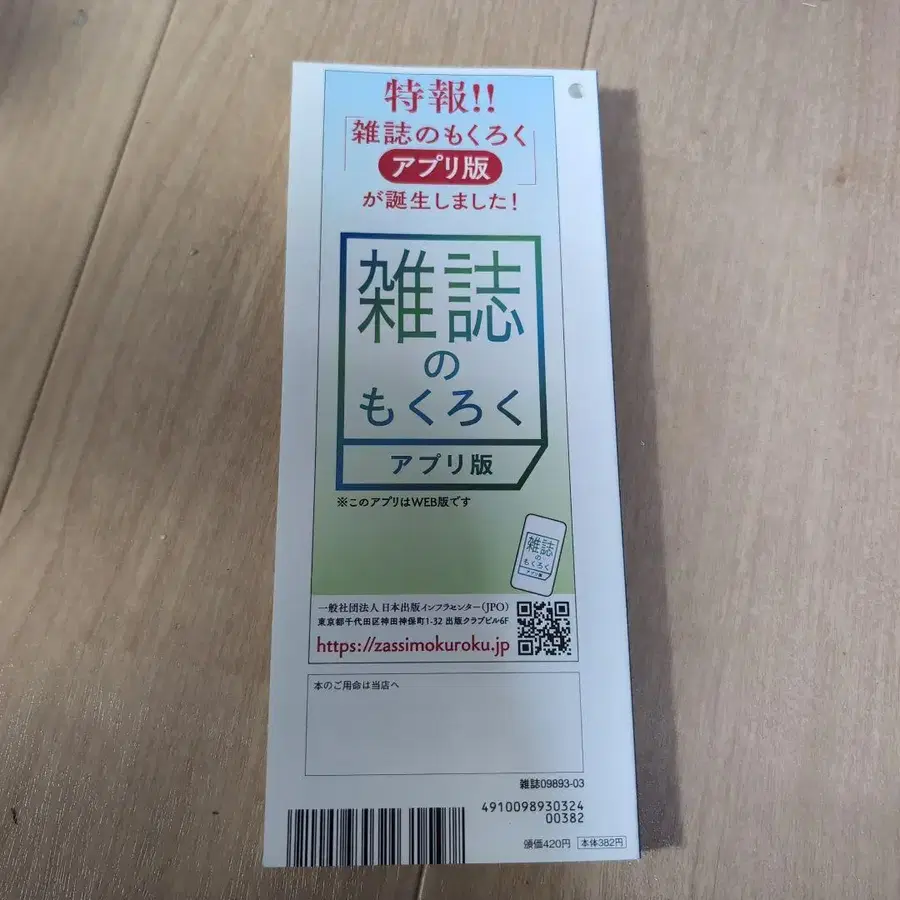 特報!!
「雑誌のもくろく
アプリ版」
が誕生しました!
雑誌
の
もくろく
アプリ版
※このアプリはWEB版です
雑誌
の
もくろく
アプリ版
一般社団法人 日本出版インフラセンター(JPO)
東京都千代田区神田神保町1-32 出版クラブビル6F
https://zassimokuroku.jp
本のご用命は当店へ
雑誌09893-03
4910098930324
00382
頒価420円 本体382円